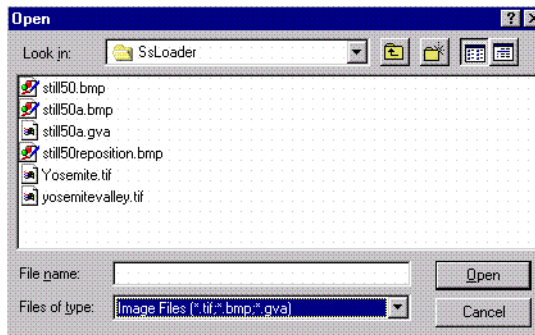 Open
Look in: SsLoader
still50.bmp
still50a.bmp
still50a.gva
still50reposition.bmp
Yosemite.tif
yosemitevalley.tif
File name: Open
Files of type: Image Files (*.tif;*.bmp;*.gva) Cancel